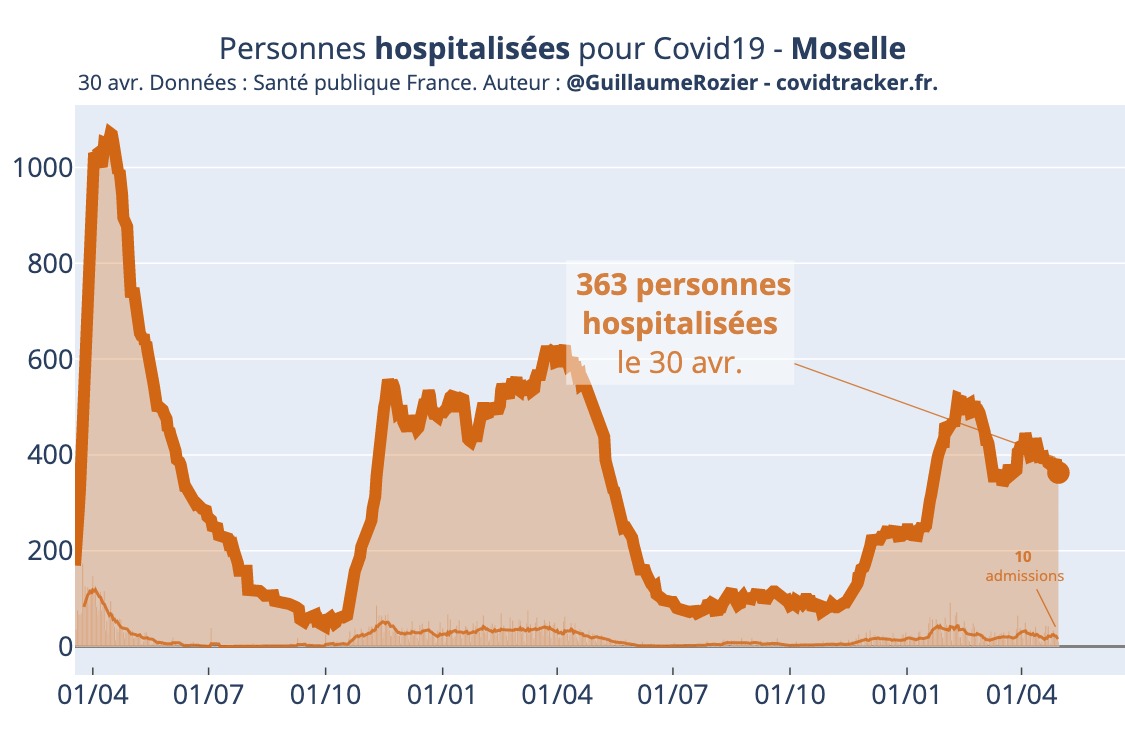 Personnes hospitalisées pour Covid19 - Moselle
30 avr. Données : Santé publique France. Auteur : @GuillaumeRozier - covidtracker.fr.
1000
800
363 personnes
hospitalisées
le 30 avr.
600
400
200
10
admissions
0
01/04 01/07 01/10 01/01 01/04 01/07 01/10 01/01 01/04